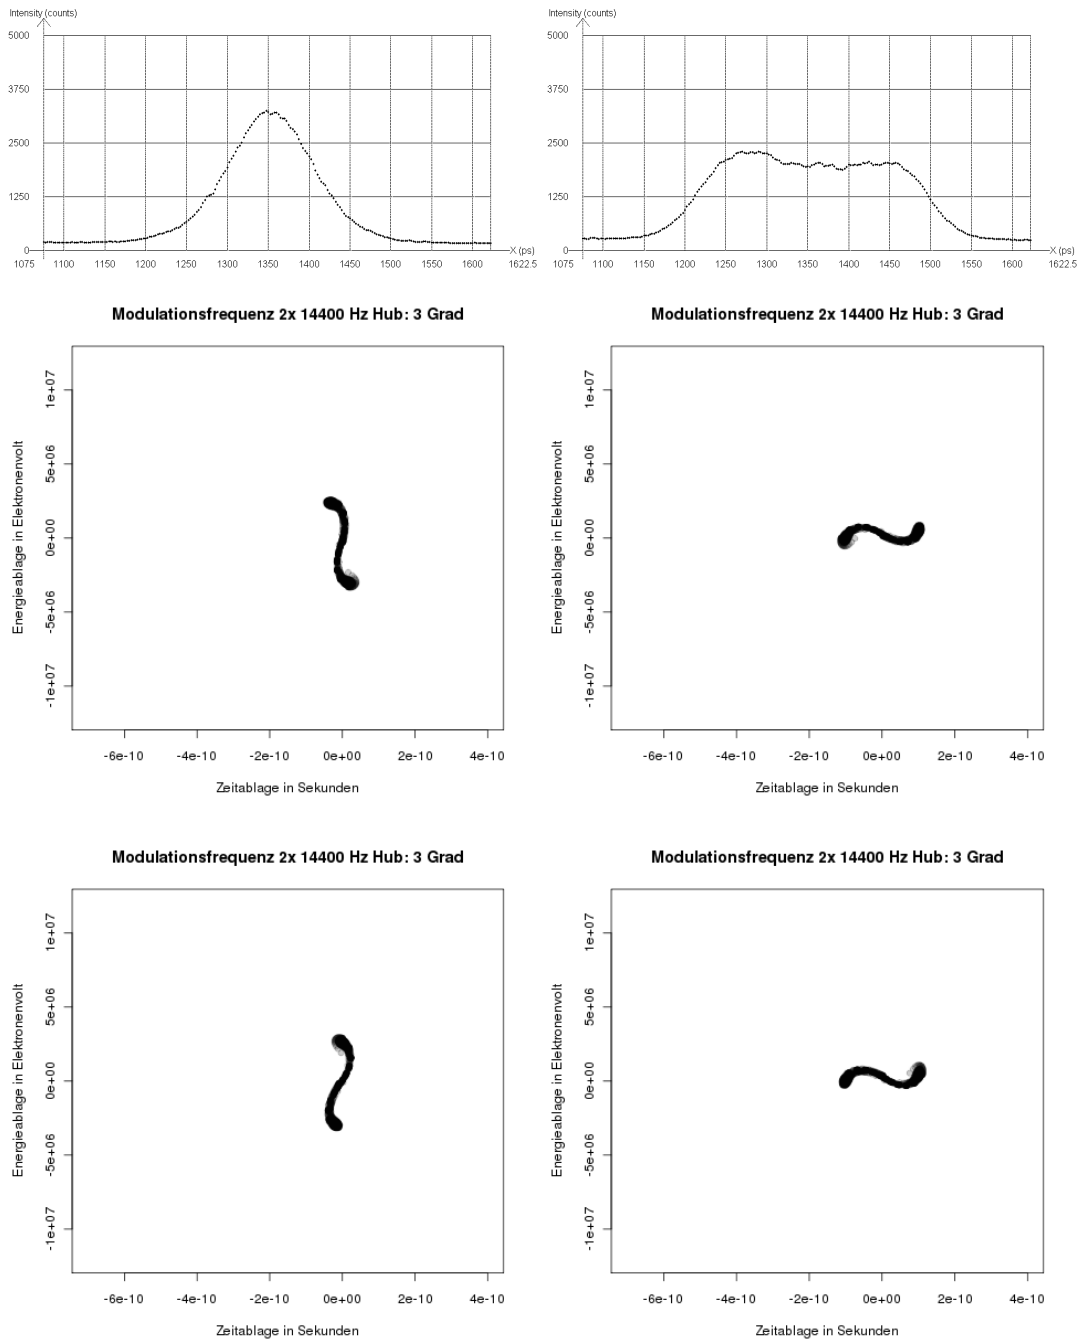 Intensity (counts)
5000
3750
2500
1250
0
X (ps)
1075 1100 1150 1200 1250 1300 1350 1400 1450 1500 1550 1600 1622.5
Intensity (counts)
5000
3750
2500
1250
0
X (ps)
1075 1100 1150 1200 1250 1300 1350 1400 1450 1500 1550 1600 1622.5
Modulationsfrequenz 2x 14400 Hz Hub: 3 Grad
Energieablage in Elektronenvolt
1e+07
5e+06
0e+00
-5e+06
-1e+07
-6e-10 -4e-10 -2e-10 0e+00 2e-10 4e-10
Zeitablage in Sekunden
Modulationsfrequenz 2x 14400 Hz Hub: 3 Grad
Energieablage in Elektronenvolt
1e+07
5e+06
0e+00
-5e+06
-1e+07
-6e-10 -4e-10 -2e-10 0e+00 2e-10 4e-10
Zeitablage in Sekunden
Modulationsfrequenz 2x 14400 Hz Hub: 3 Grad
Energieablage in Elektronenvolt
1e+07
5e+06
0e+00
-5e+06
-1e+07
-6e-10 -4e-10 -2e-10 0e+00 2e-10 4e-10
Zeitablage in Sekunden
Modulationsfrequenz 2x 14400 Hz Hub: 3 Grad
Energieablage in Elektronenvolt
1e+07
5e+06
0e+00
-5e+06
-1e+07
-6e-10 -4e-10 -2e-10 0e+00 2e-10 4e-10
Zeitablage in Sekunden